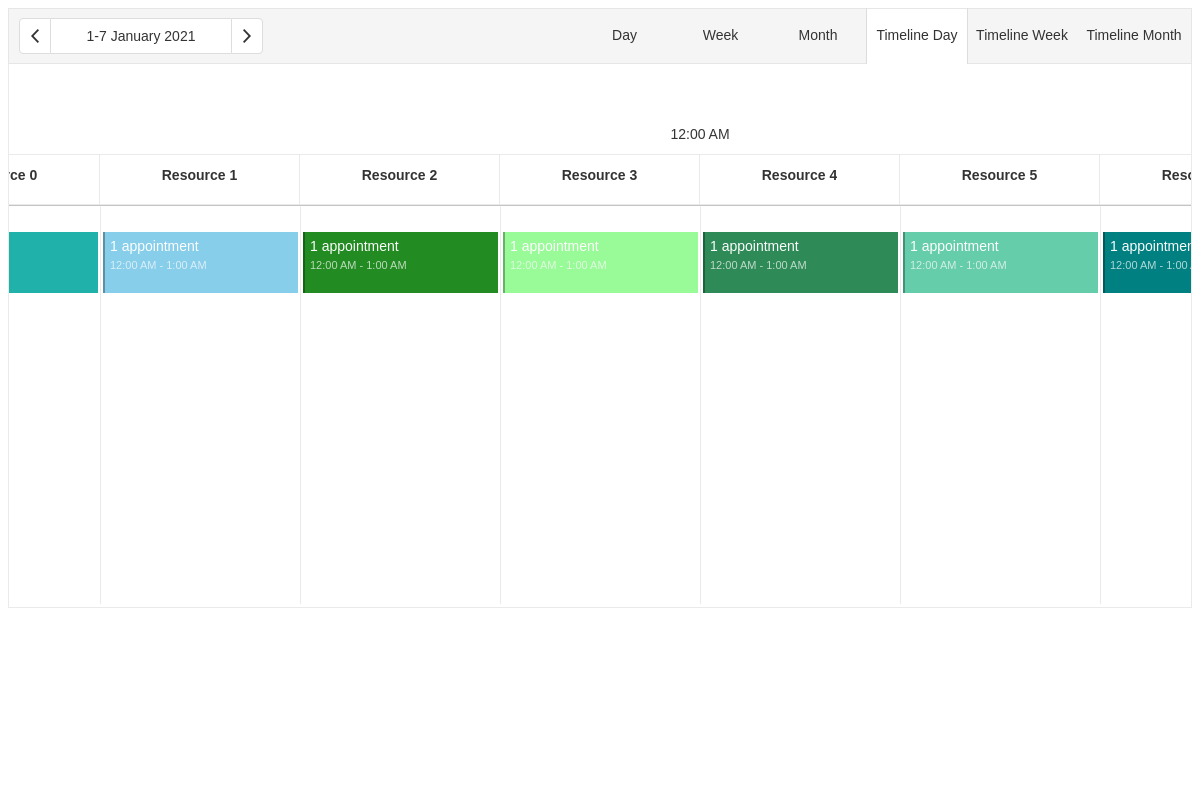 1-7 January 2021
Day
Week
Month
Timeline Day
Timeline Week
Timeline Month
12:00 AM
rce 0
Resource 1
Resource 2
Resource 3
Resource 4
Resource 5
Reso
1 appointment
12:00 AM - 1:00 AM
1 appointment
12:00 AM - 1:00 AM
1 appointment
12:00 AM - 1:00 AM
1 appointment
12:00 AM - 1:00 AM
1 appointment
12:00 AM - 1:00 AM
1 appointmen
12:00 AM - 1:00